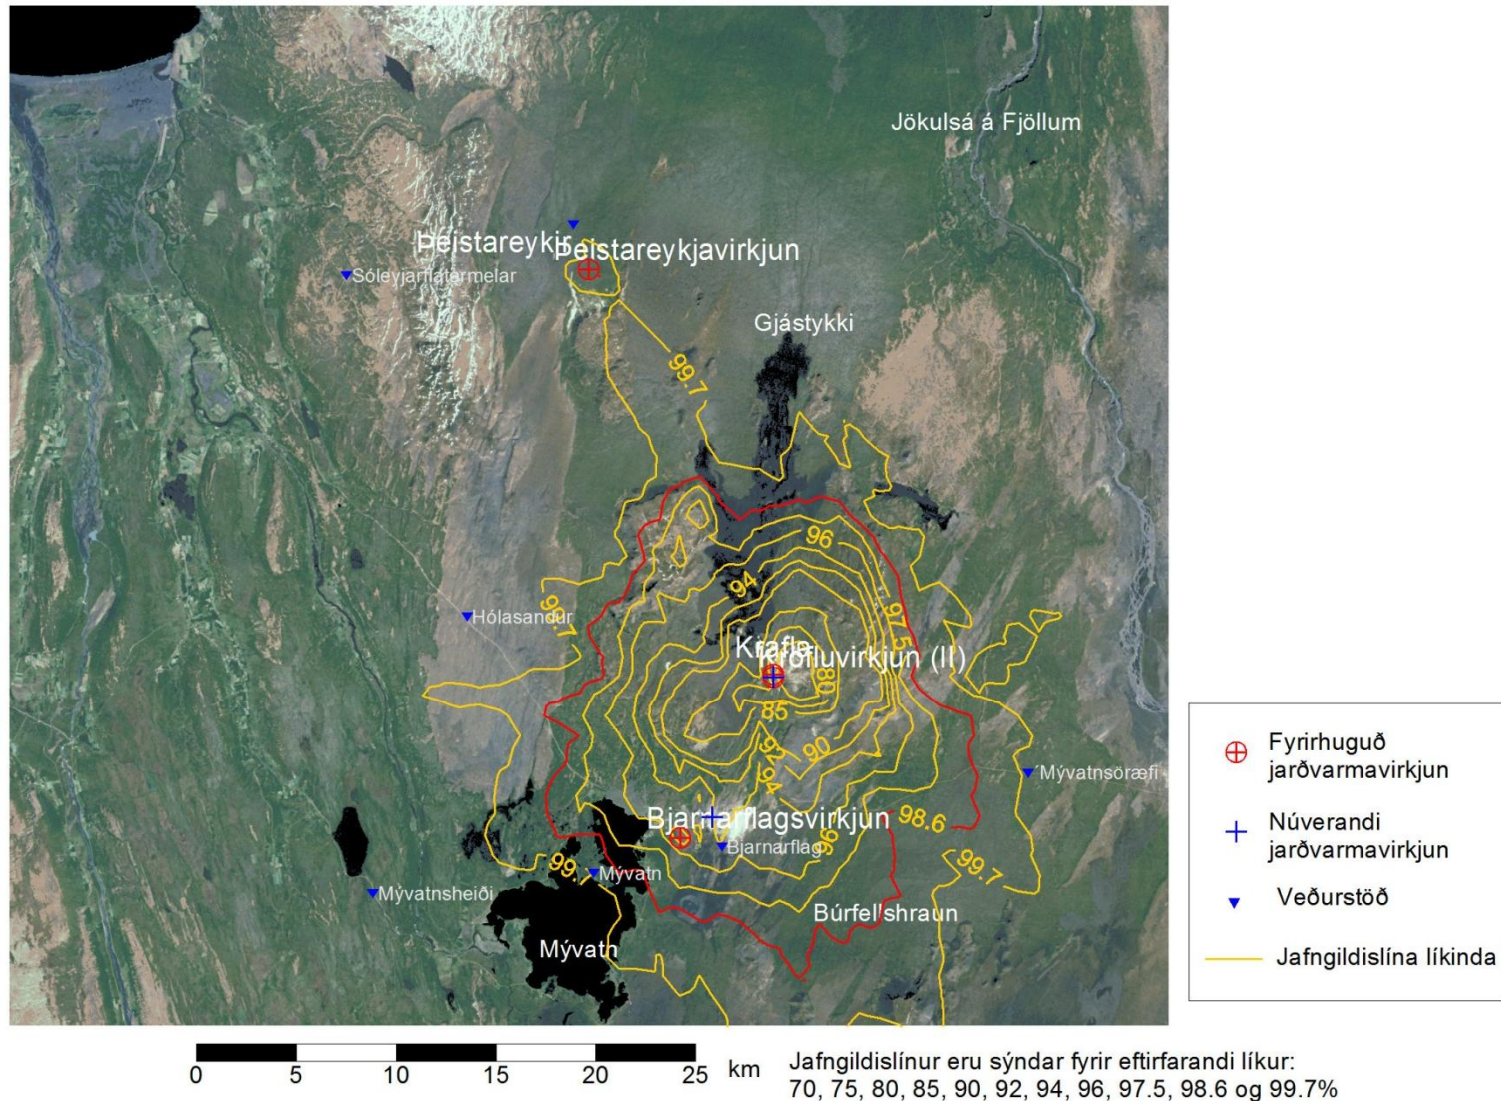 Jökulsá á Fjöllum
Þeistareykir
Þeistareykjavirkjun
Sóleyjarflatarmelar
Gjástykki
99.7
96
94
97.5
99.7
Hólasandur
Krafla
Kröfluvirkjun (II)
80
85
92
90
94
Mývatnsöræfi
98.6
Bjarnarflagsvirkjun
96
Bjarnarflag
99.7
99.7
Mývatn
Mývatnsheiði
Búrfellshraun
Mývatn
Fyrirhuguð
jarðvarmavirkjun
Núverandi
jarðvarmavirkjun
Veðurstöð
Jafngildislína líkinda
0 5 10 15 20 25 km
Jafngildislínur eru sýndar fyrir eftirfarandi líkur:
70, 75, 80, 85, 90, 92, 94, 96, 97.5, 98.6 og 99.7%